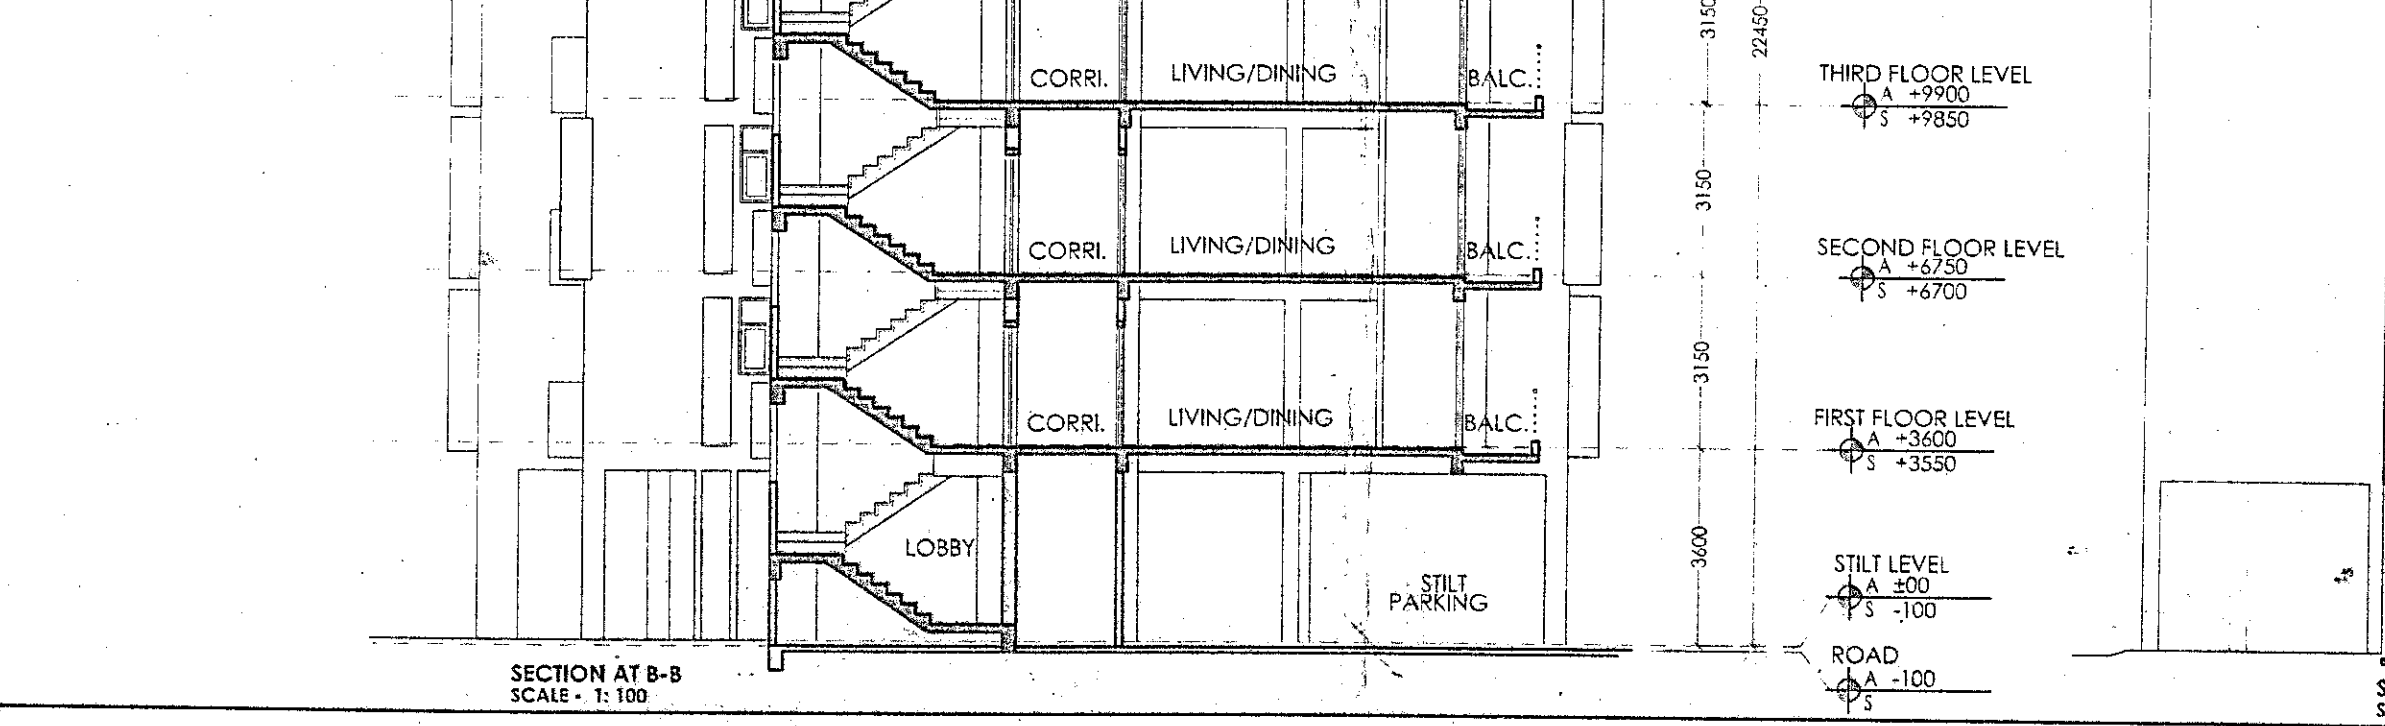 3150
22450
CORRI.
LIVING/DINING
BALC.
THIRD FLOOR LEVEL
A +9900
S +9850
3150
CORRI.
LIVING/DINING
BALC.
SECOND FLOOR LEVEL
A +6750
S +6700
3150
CORRI.
LIVING/DINING
BALC.
FIRST FLOOR LEVEL
A +3600
S +3550
3600
LOBBY
STILT
PARKING
STILT LEVEL
A ±00
S -100
ROAD
A -100
S
SECTION AT B-B
SCALE - 1: 100